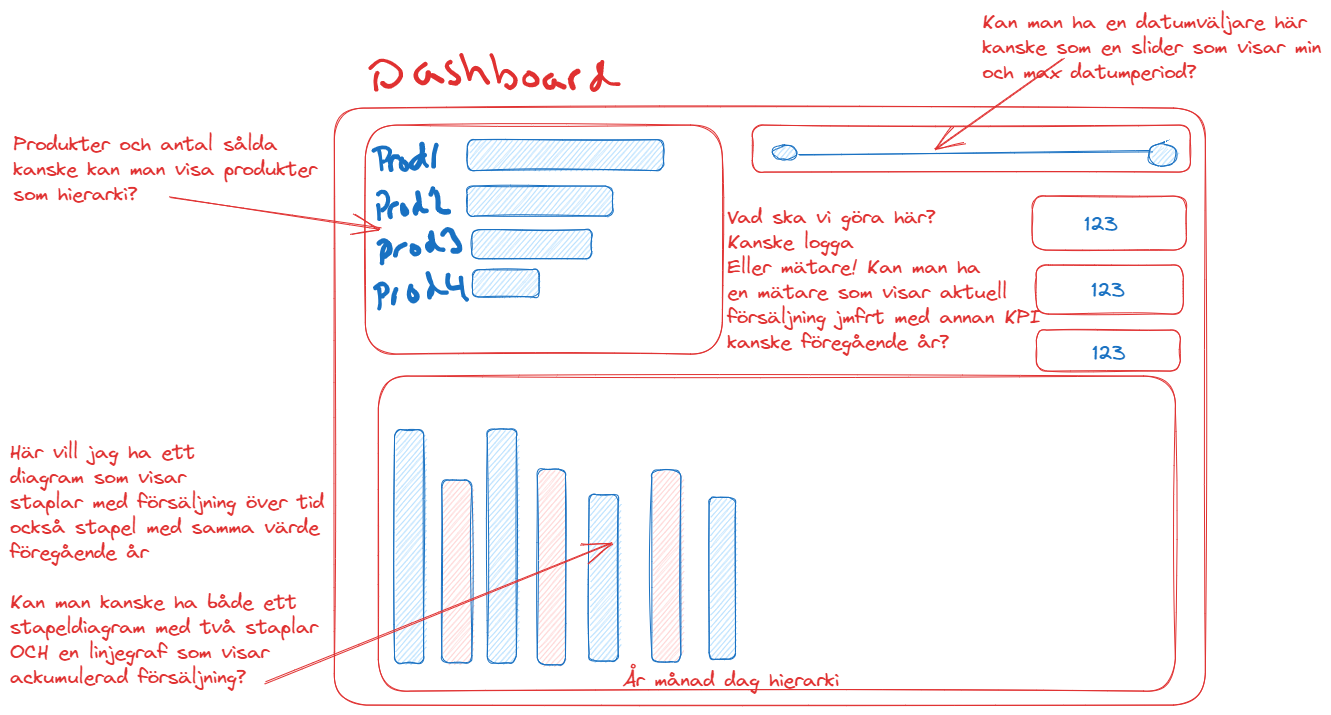 Kan man ha en datumväljare här
kanske som en slider som visar min
och max datumperiod?
Dashboard
Produkter och antal sålda
kanske kan man visa produkter
som hierarki?
Prod1
Prod2
prod3
Prod4
Vad ska vi göra här?
Kanske logga
Eller mätare! Kan man ha
en mätare som visar aktuell
försäljning jmfrt med annan KPI
kanske föregående år?
123
123
123
Här vill jag ha ett
diagram som visar
staplar med försäljning över tid
också stapel med samma värde
föregående år
Kan man kanske ha både ett
stapeldiagram med två staplar
OCH en linjegraf som visar
ackumulerad försäljning?
År månad dag hierarki